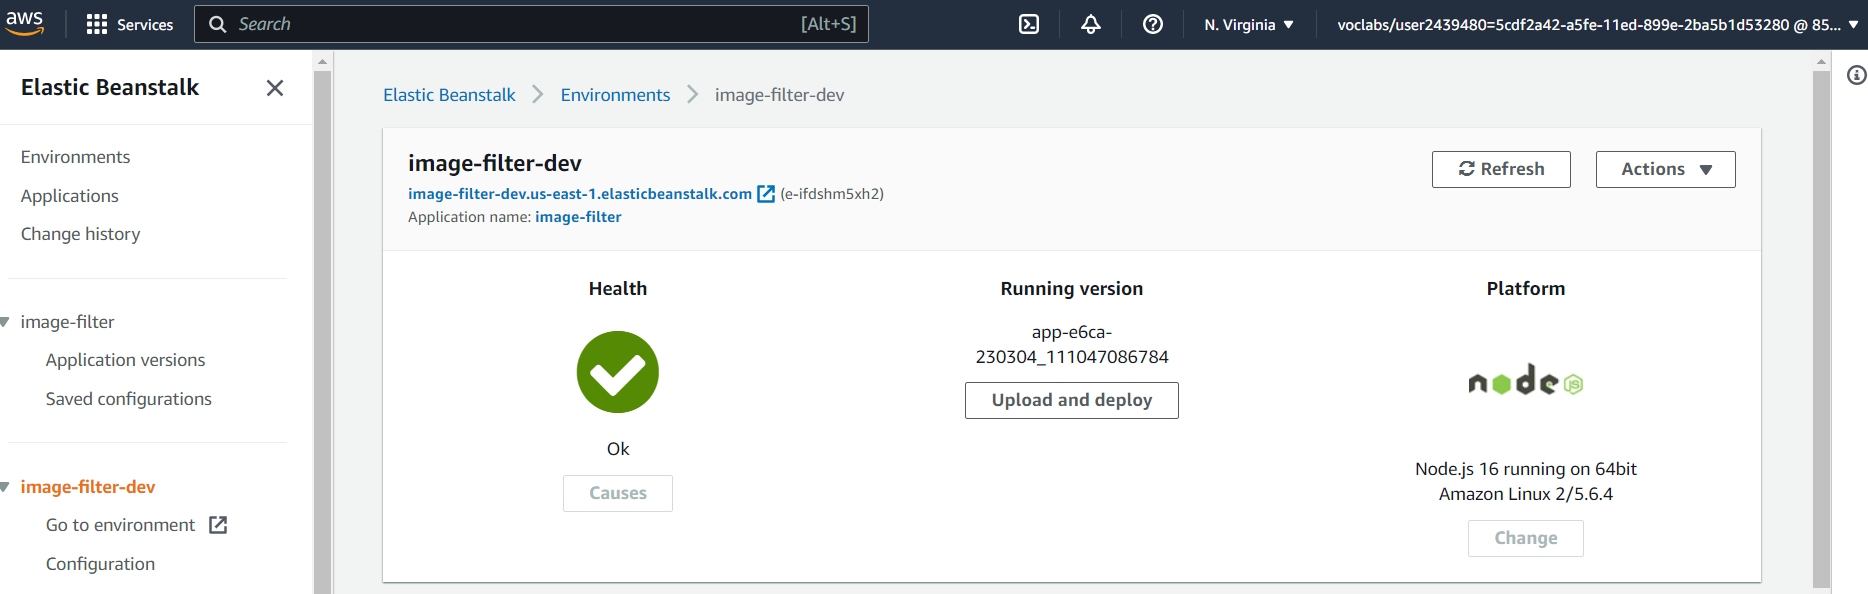 aws
Services
Search
[Alt+S]
N. Virginia
voclabs/user2439480=5cdf2a42-a5fe-11ed-899e-2ba5b1d53280 @ 85...
Elastic Beanstalk
Environments
Applications
Change history
image-filter
Application versions
Saved configurations
image-filter-dev
Go to environment
Configuration
Elastic Beanstalk > Environments > image-filter-dev
image-filter-dev
image-filter-dev.us-east-1.elasticbeanstalk.com (e-ifdshm5xh2)
Application name: image-filter
Refresh
Actions
Health
Ok
Causes
Running version
app-e6ca-
230304_111047086784
Upload and deploy
Platform
node JS
Node.js 16 running on 64bit
Amazon Linux 2/5.6.4
Change